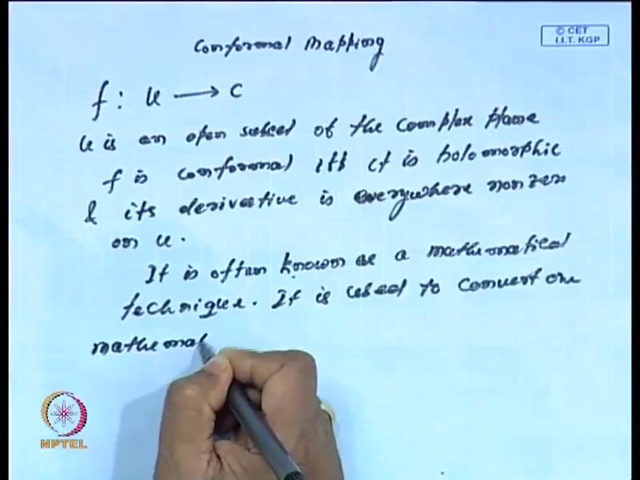 Conformal Mapping
© CET
I.I.T. KGP
f : U → C
U is an open subset of the complex plane
f is conformal iff it is holomorphic
& its derivative is everywhere non zero
on U.
It is often known as a mathematical
technique. It is used to convert one
mathemat
NPTEL